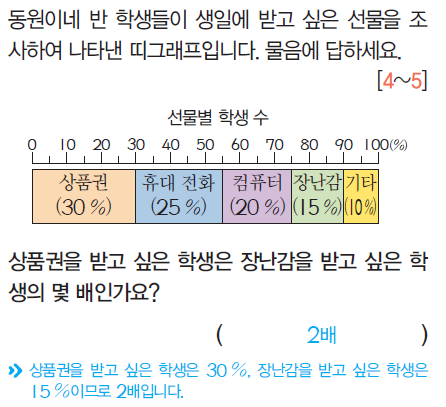 동원이네 반 학생들이 생일에 받고 싶은 선물을 조
사하여 나타낸 띠그래프입니다. 물음에 답하세요.
[4~5]
선물별 학생 수
0 10 20 30 40 50 60 70 80 90 100(%)
상품권 휴대 전화 컴퓨터 장난감 기타
(30 %) (25 %) (20 %) (15 %) (10 %)
상품권을 받고 싶은 학생은 장난감을 받고 싶은 학
생의 몇 배인가요?
( 2배 )
» 상품권을 받고 싶은 학생은 30 %, 장난감을 받고 싶은 학생은
15 %이므로 2배입니다.